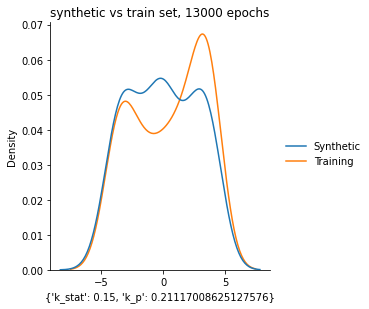 synthetic vs train set, 13000 epochs
0.07
0.06
0.05
0.04
0.03
0.02
0.01
0.00
Density
Synthetic
Training
−5
0
5
{'k_stat': 0.15, 'k_p': 0.21117008625127576}